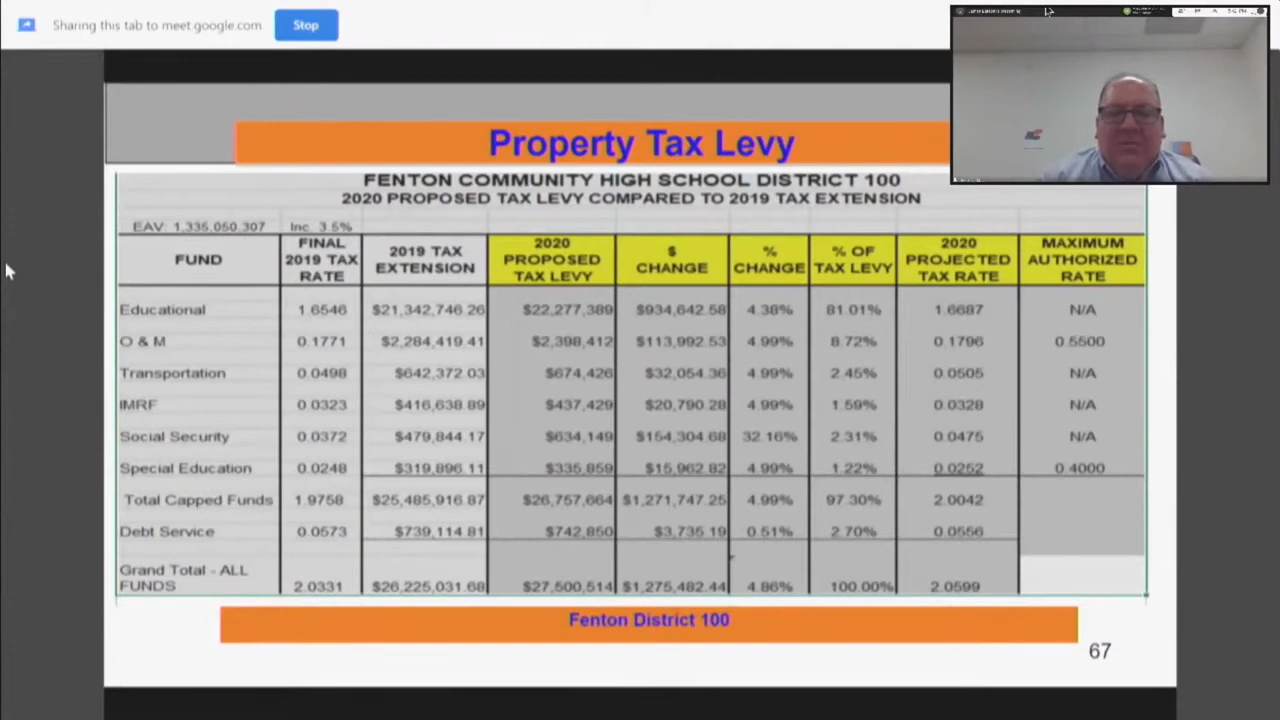 Sharing this tab to meet.google.com Stop
Property Tax Levy
FENTON COMMUNITY HIGH SCHOOL DISTRICT 100
2020 PROPOSED TAX LEVY COMPARED TO 2019 TAX EXTENSION
EAV: 1,335,050,307 Inc. 3.5%
FUND FINAL 2019 TAX RATE 2019 TAX EXTENSION 2020 PROPOSED TAX LEVY $ CHANGE % CHANGE % OF TAX LEVY 2020 PROJECTED TAX RATE MAXIMUM AUTHORIZED RATE
Educational 1.6546 $21,342,746.26 $22,277,389 $934,642.58 4.38% 81.01% 1.6687 N/A
O & M 0.1771 $2,284,419.41 $2,398,412 $113,992.53 4.99% 8.72% 0.1796 0.5500
Transportation 0.0498 $642,372.03 $674,426 $32,054.36 4.99% 2.45% 0.0505 N/A
IMRF 0.0323 $416,638.89 $437,429 $20,790.28 4.99% 1.59% 0.0328 N/A
Social Security 0.0372 $479,844.17 $634,149 $154,304.68 32.16% 2.31% 0.0475 N/A
Special Education 0.0248 $319,896.11 $335,859 $15,962.82 4.99% 1.22% 0.0252 0.4000
Total Capped Funds 1.9758 $25,485,916.87 $26,757,664 $1,271,747.25 4.99% 97.30% 2.0042
Debt Service 0.0573 $739,114.81 $742,850 $3,735.19 0.51% 2.70% 0.0556
Grand Total - ALL FUNDS 2.0331 $26,225,031.68 $27,500,514 $1,275,482.44 4.86% 100.00% 2.0599
Fenton District 100
67